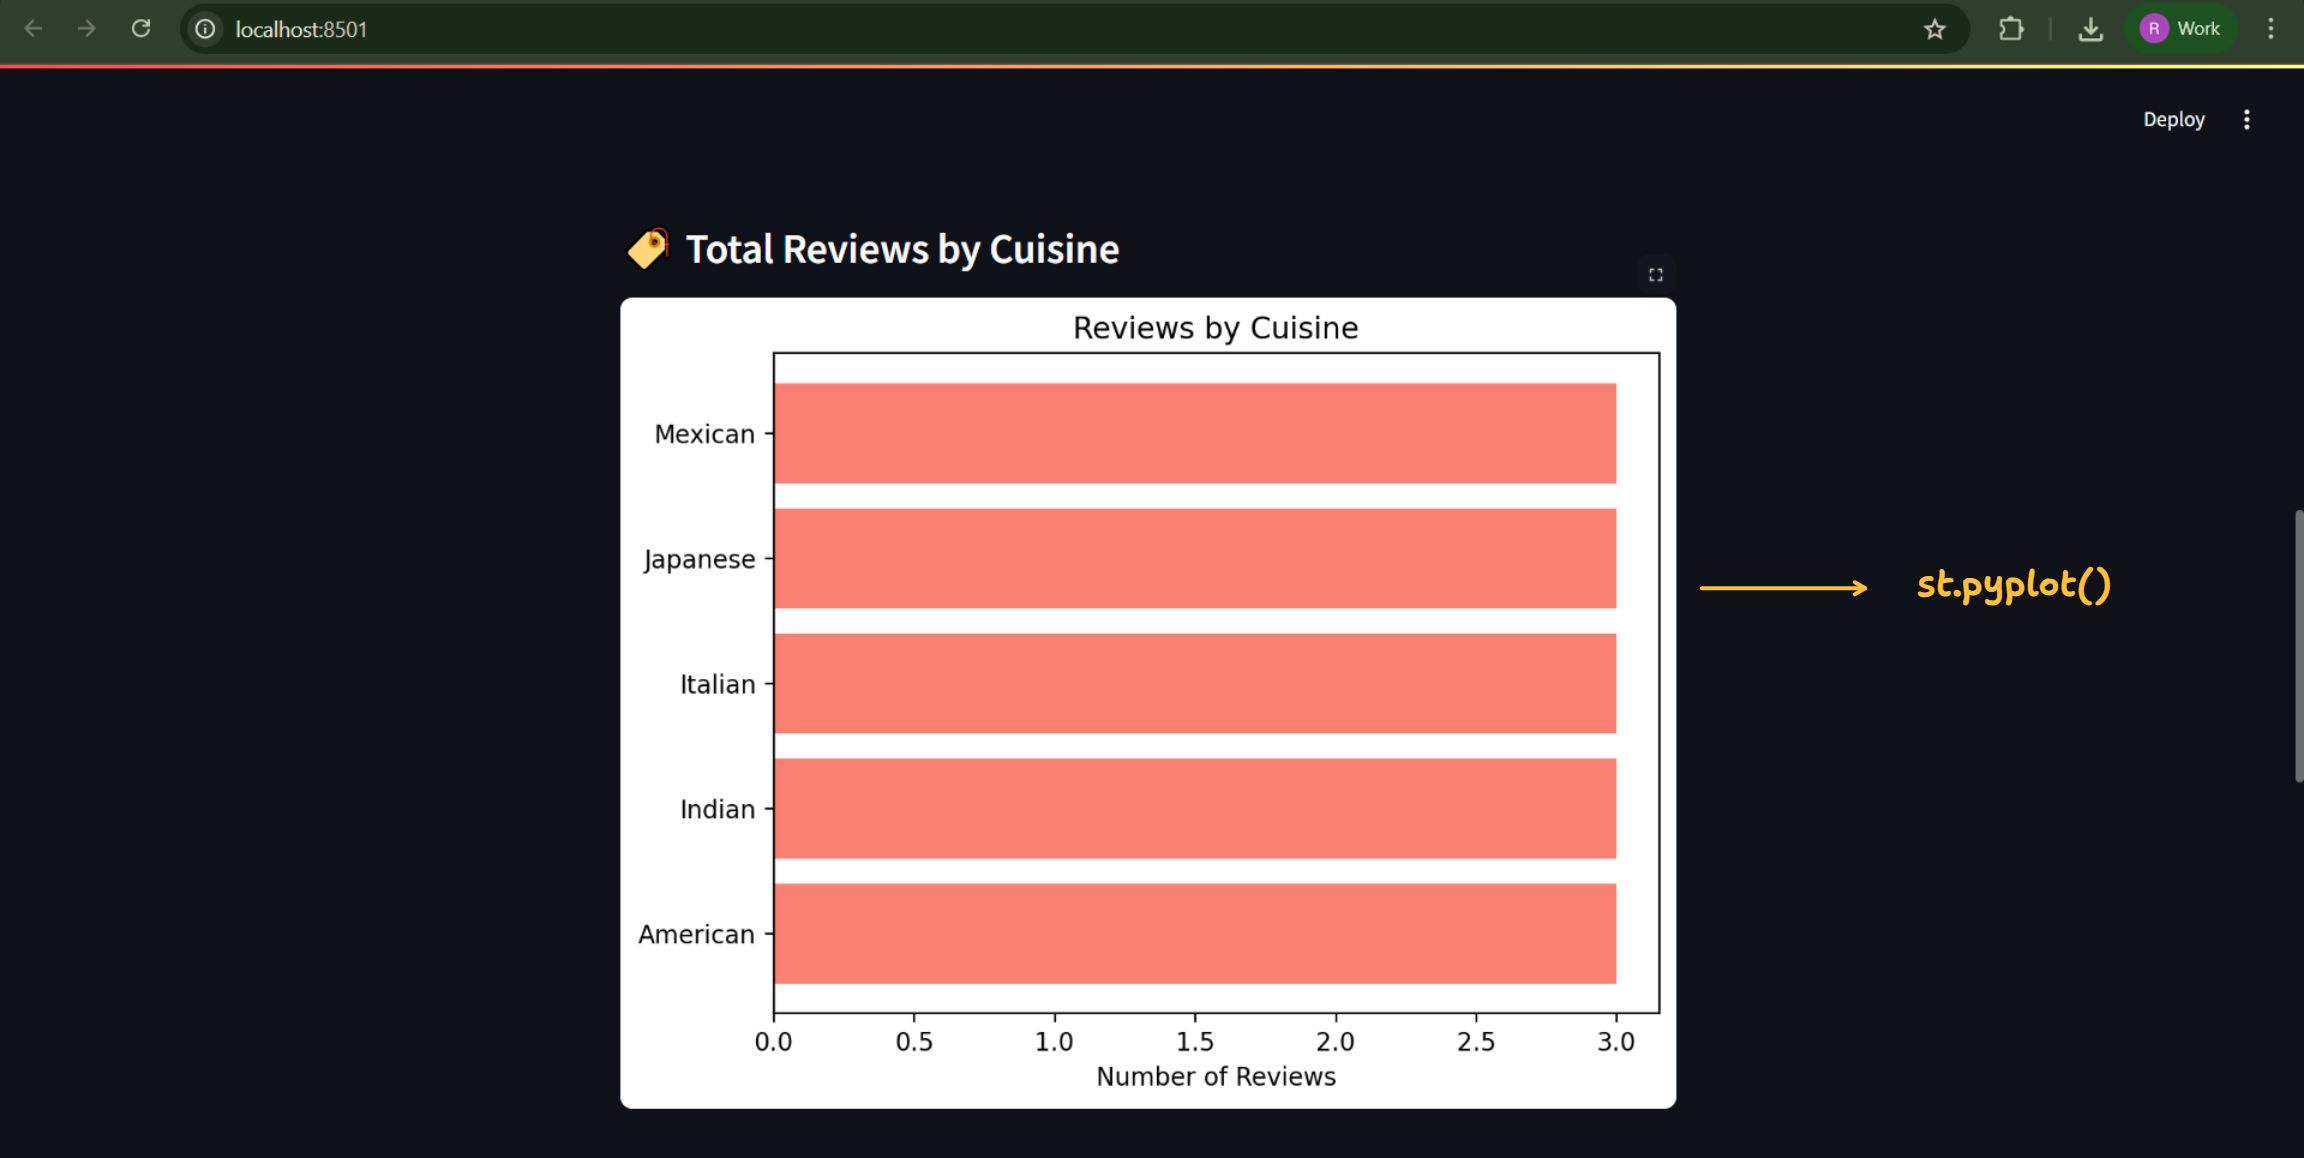 localhost:8501
R Work
Deploy
Total Reviews by Cuisine
Reviews by Cuisine
Mexican
Japanese
st.pyplot()
Italian
Indian
American
0.0 0.5 1.0 1.5 2.0 2.5 3.0
Number of Reviews